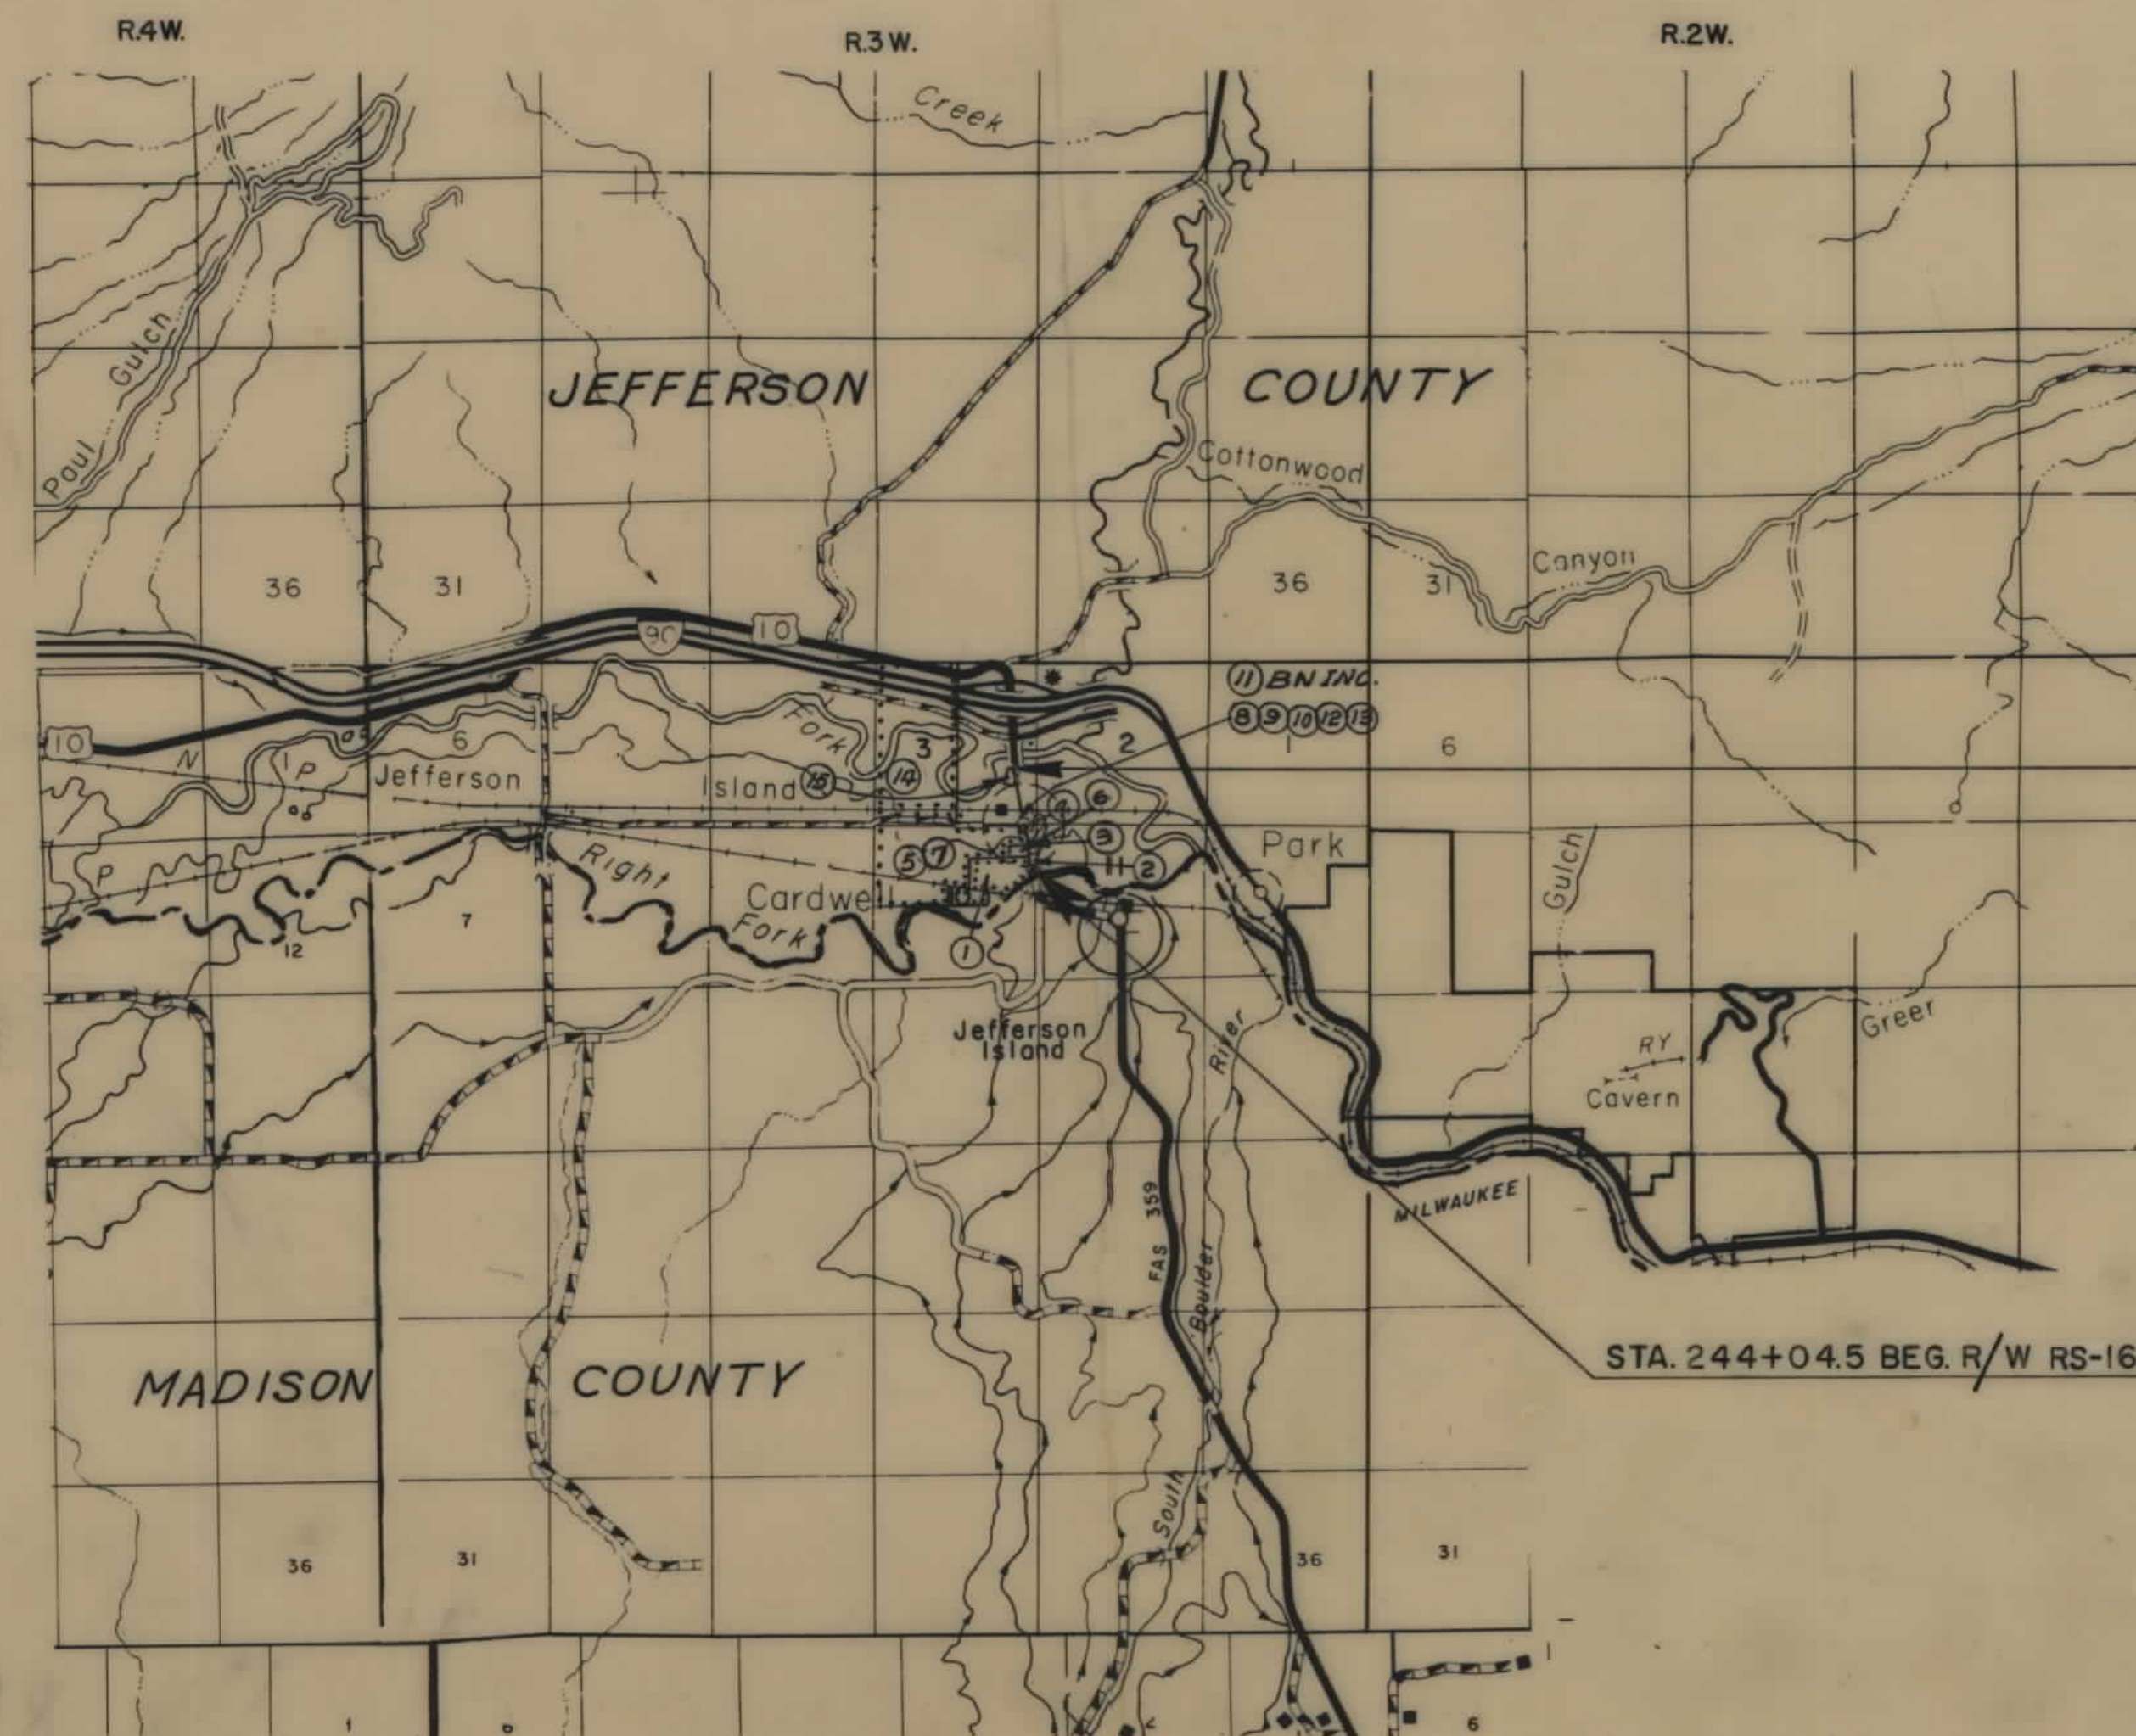 R.4W.
R.3W.
R.2W.
Creek
Paul Gulch
JEFFERSON COUNTY
Cottonwood
Canyon
36
31
36
31
90
10
11 BN INC.
8 9 10 12 13
10
N
P
6
Fork
3
2
1
6
1
Jefferson
Island
15
14
6
3
2
11
5 7
Park
P
Right
Cardwell
Fork
12
7
1
Gulch
Jefferson
Island
River
Greer
RY
Cavern
359
FAS
MILWAUKEE
Boulder
STA. 244+04.5 BEG. R/W RS-16
MADISON COUNTY
South
36
31
36
31
1
6